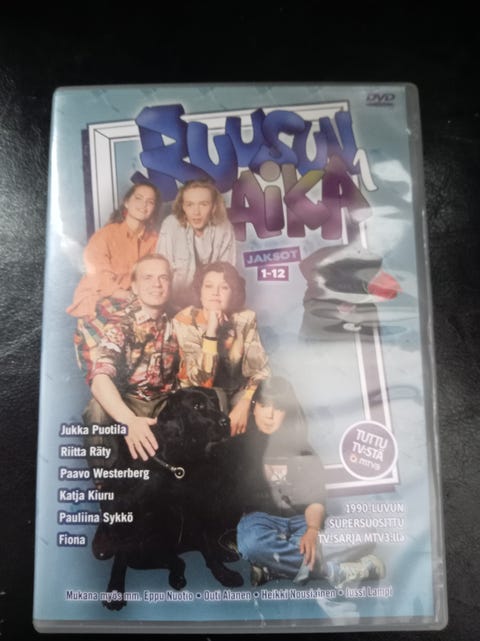 DVD
RUUSUN
AIKA 1
JAKSOT
1-12
Jukka Puotila
Riitta Räty
Paavo Westerberg
Katja Kiuru
Pauliina Sykkö
Fiona
TUTTU
TV:STÄ
MTV3
1990-LUVUN
SUPERSUOSITTU
TV-SARJA MTV3:lla
Mukana myös mm. Eppu Nuotio • Outi Alanen • Heikki Nousiainen • Jussi Lampi